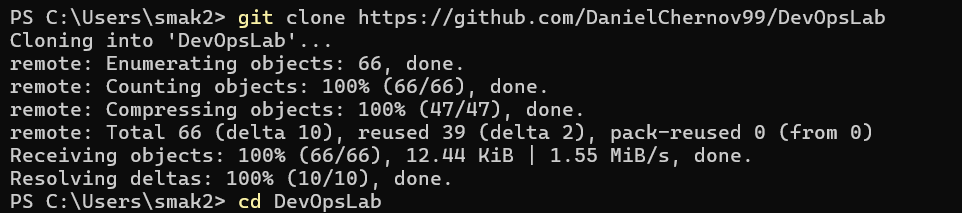 PS C:\Users\smak2> git clone https://github.com/DanielChernov99/DevOpsLab
Cloning into 'DevOpsLab'...
remote: Enumerating objects: 66, done.
remote: Counting objects: 100% (66/66), done.
remote: Compressing objects: 100% (47/47), done.
remote: Total 66 (delta 10), reused 39 (delta 2), pack-reused 0 (from 0)
Receiving objects: 100% (66/66), 12.44 KiB | 1.55 MiB/s, done.
Resolving deltas: 100% (10/10), done.
PS C:\Users\smak2> cd DevOpsLab